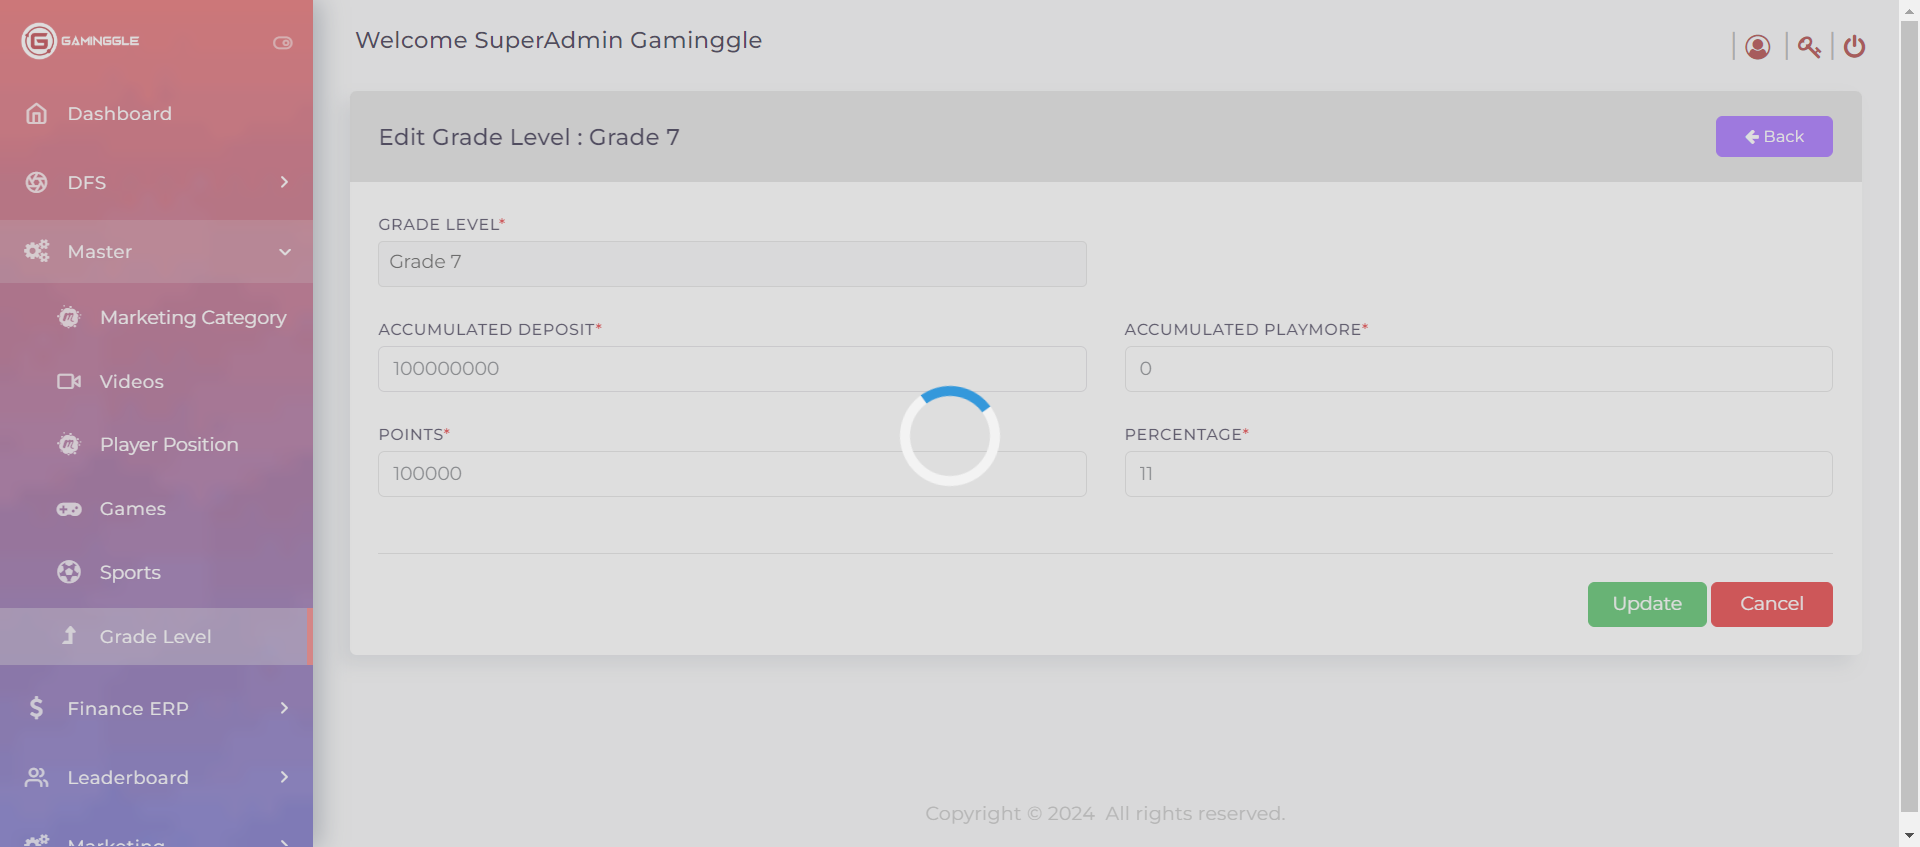 GAMINGGLE
Welcome SuperAdmin Gaminggle
Dashboard
DFS
Master
Marketing Category
Videos
Player Position
Games
Sports
Grade Level
Finance ERP
Leaderboard
Marketing
Edit Grade Level : Grade 7
Back
GRADE LEVEL*
Grade 7
ACCUMULATED DEPOSIT*
100000000
ACCUMULATED PLAYMORE*
0
POINTS*
100000
PERCENTAGE*
11
Update
Cancel
Copyright © 2024 All rights reserved.